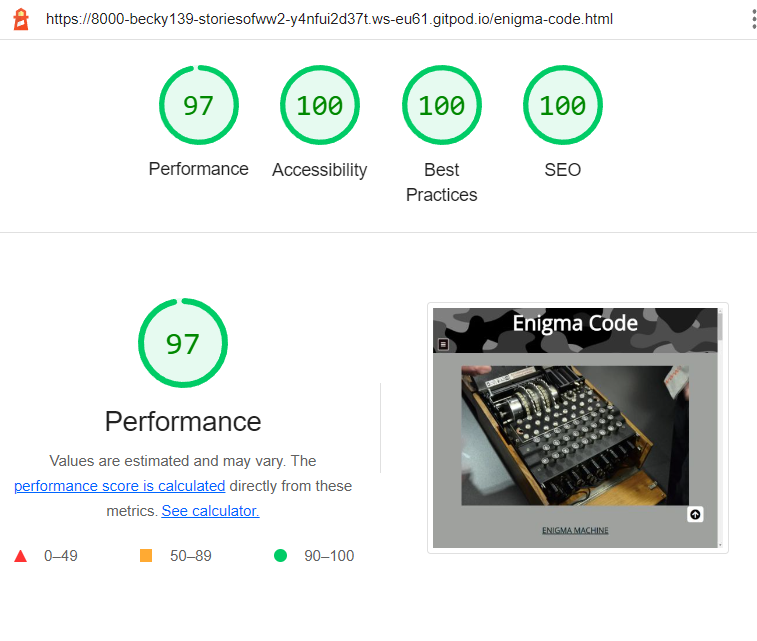 https://8000-becky139-storiesofww2-y4nfui2d37t.ws-eu61.gitpod.io/enigma-code.html
97
100
100
100
Performance
Accessibility
Best
Practices
SEO
97
Performance
Values are estimated and may vary. The
performance score is calculated directly from these
metrics. See calculator.
0–49
50–89
90–100
Enigma Code
ENIGMA MACHINE